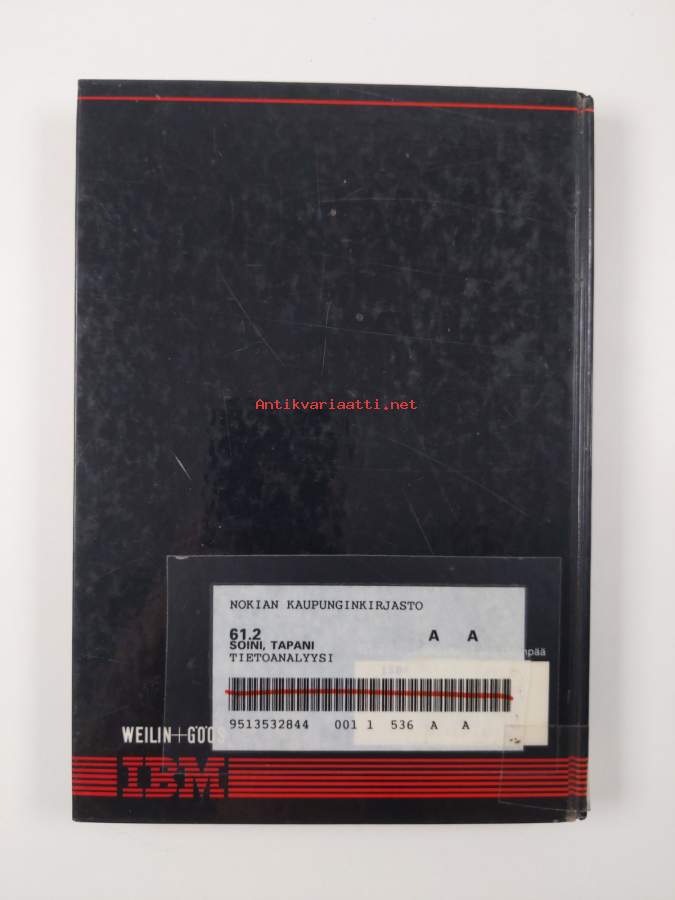 Antikvariaatti.net
NOKIAN KAUPUNGINKIRJASTO
61.2 A A
SOINI, TAPANI
TIETOANALYYSI
9513532844 001 1 536 A A
WEILIN+GÖÖS
IBM